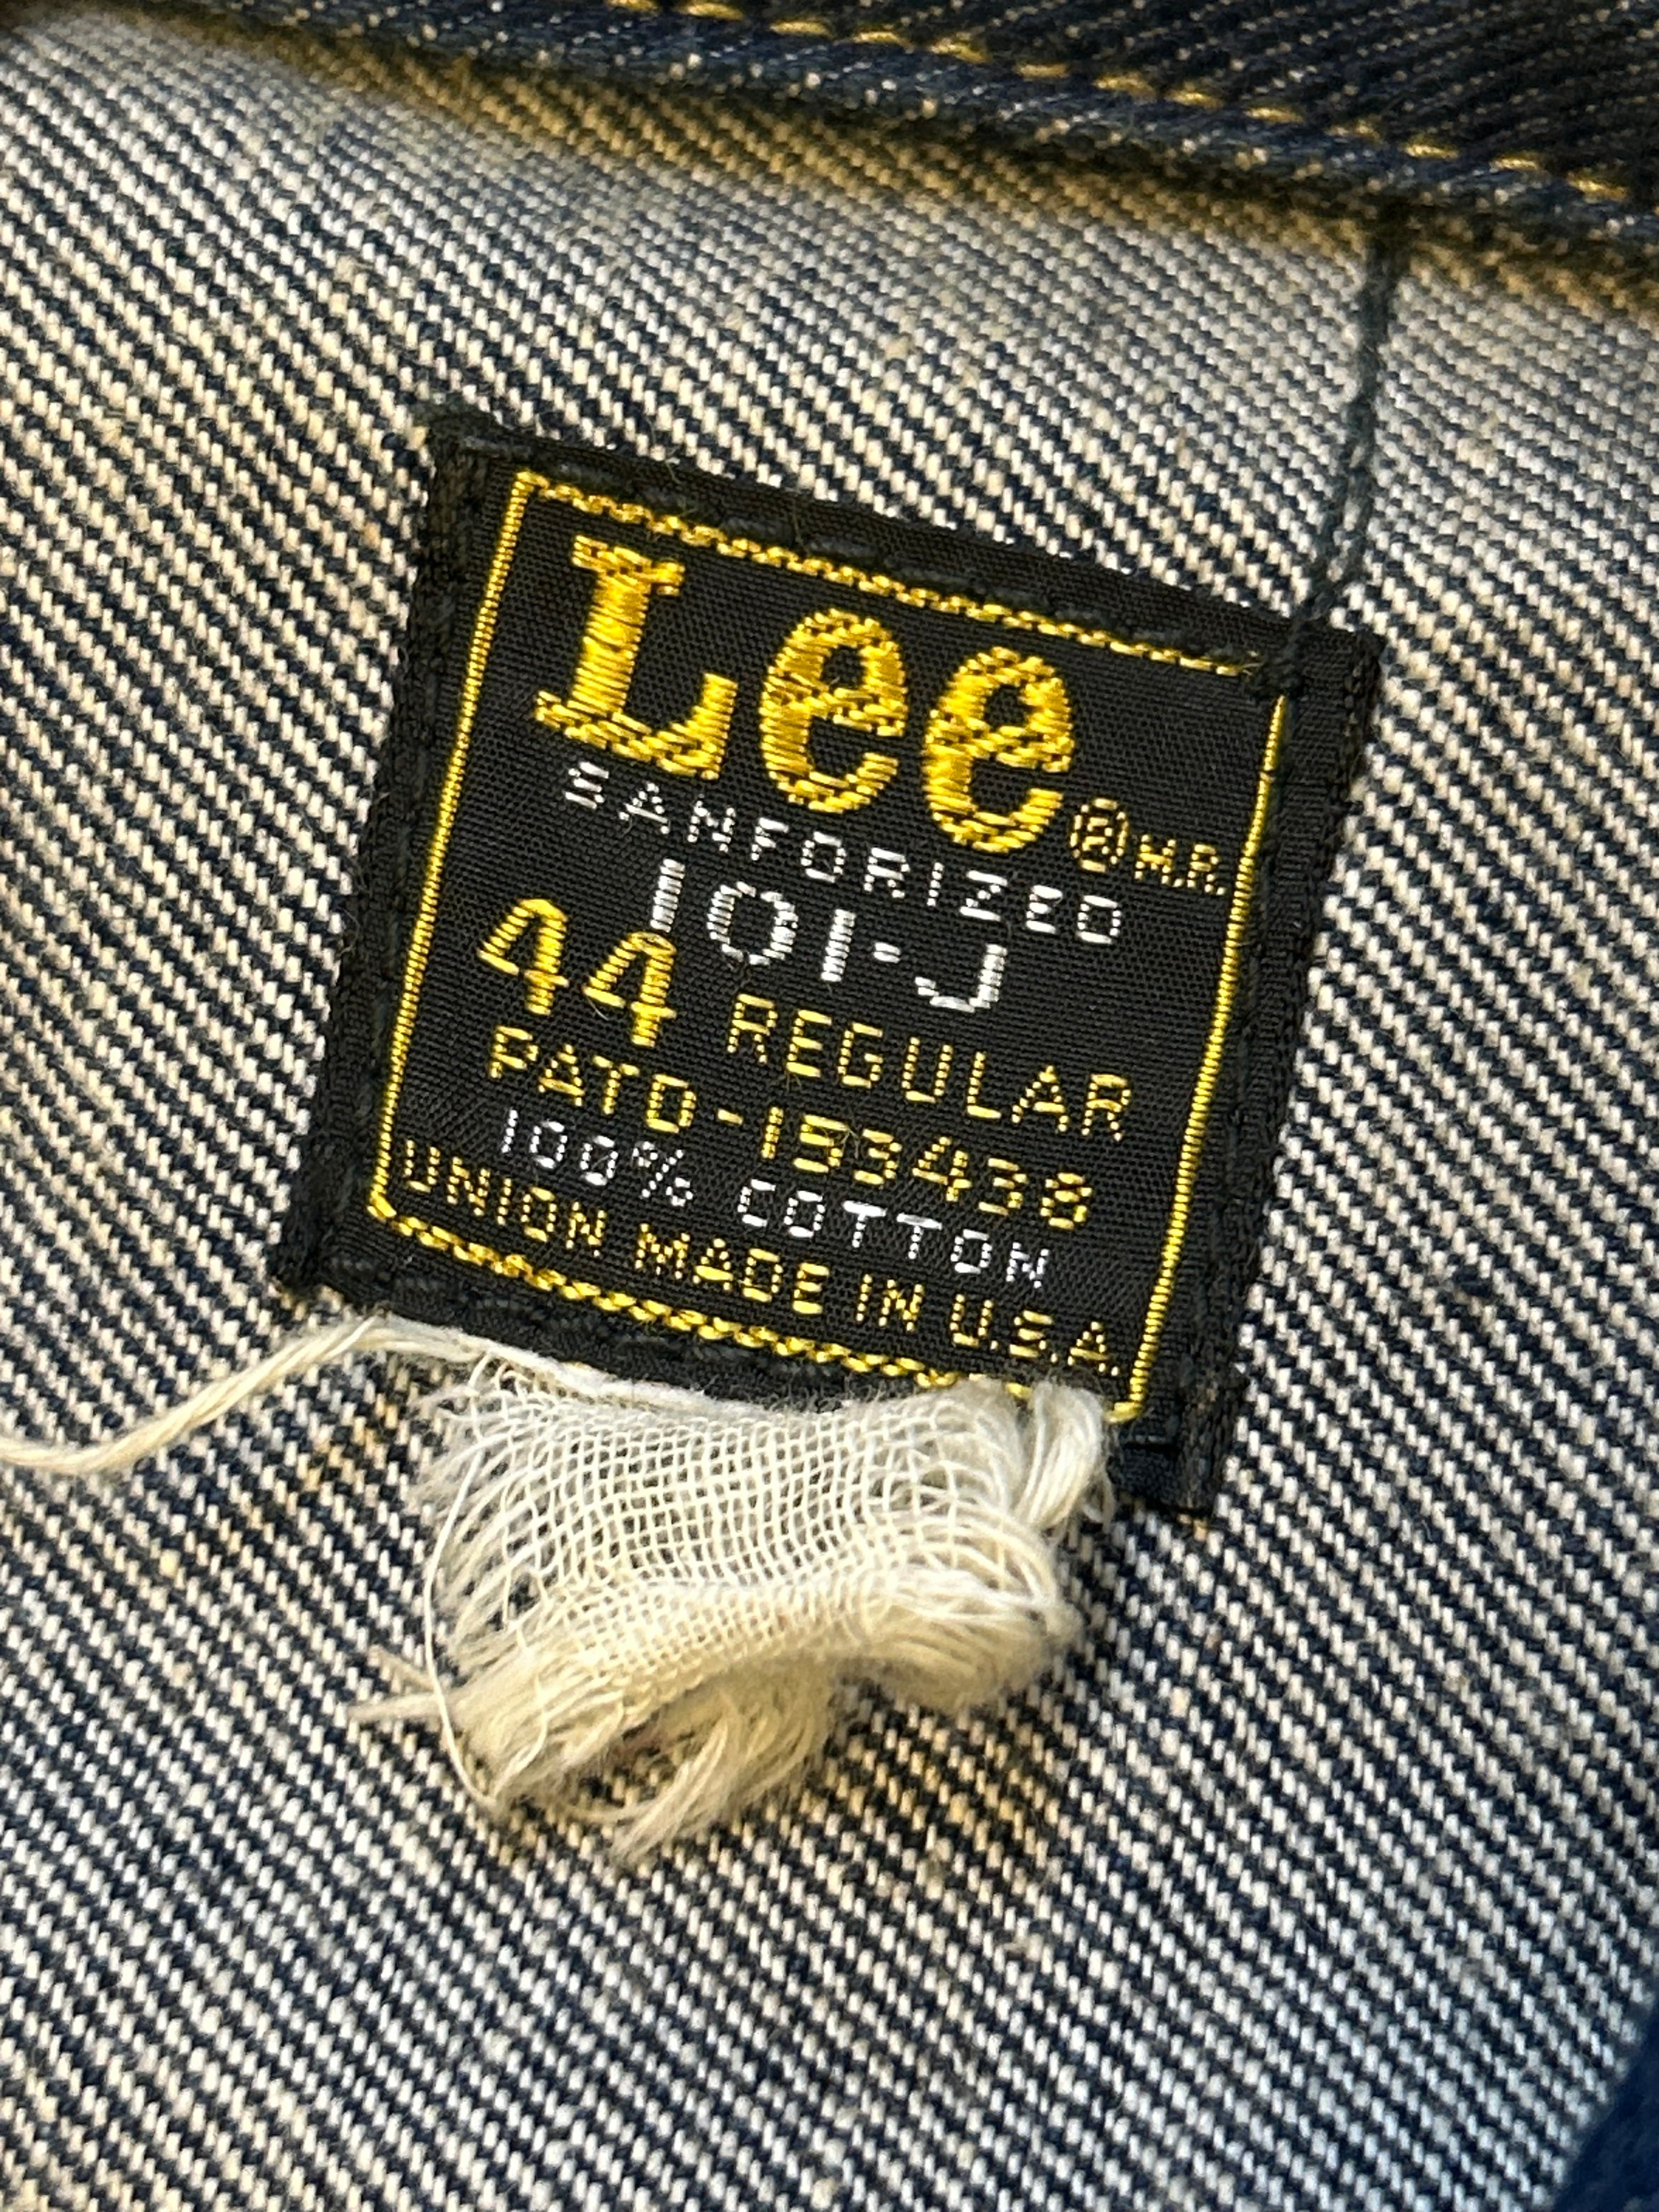 Lee® M.R.
SANFORIZED
101-J
44 REGULAR
PATD-153438
100% COTTON
UNION MADE IN U.S.A.